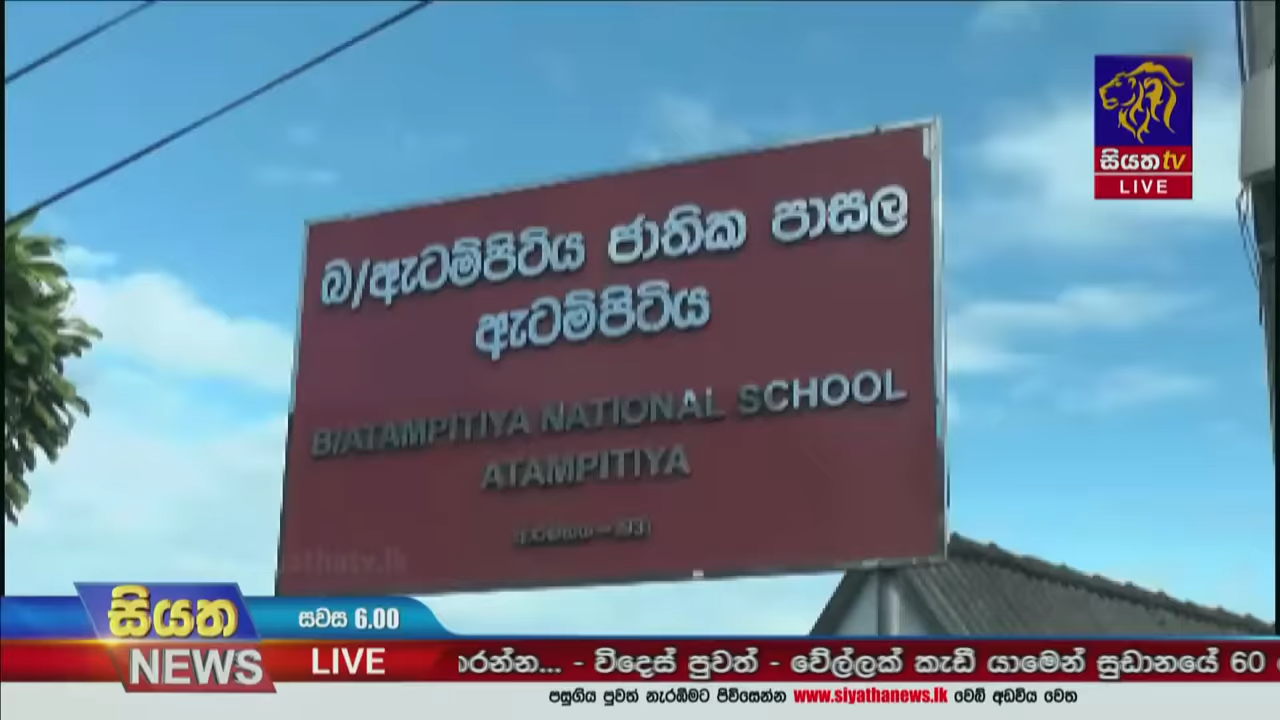 සියත tv
LIVE
බ/ඇටම්පිටිය ජාතික පාසල
ඇටම්පිටිය
B/ATAMPITIYA NATIONAL SCHOOL
ATAMPITIYA
සියත
NEWS
සවස 6.00
LIVE
- විදෙස් පුවත් - වේල්ලක් කැඩී යාමෙන් සුඩානයේ 60
පසුගිය පුවත් නැරඹීමට පිවිසෙන්න www.siyathanews.lk වෙබ් අඩවිය වෙත